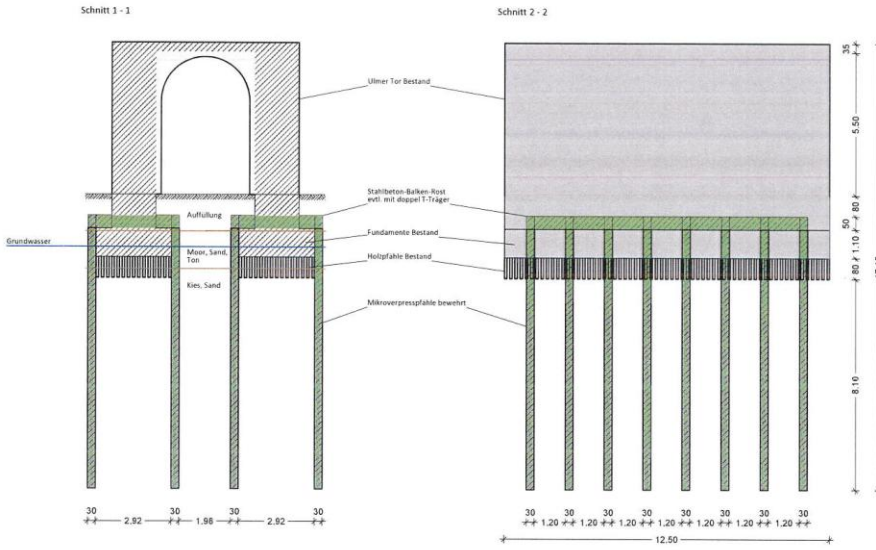 Schnitt 1 - 1
Schnitt 2 - 2
Ulmer Tor Bestand
Stahlbeton-Balken-Rost
evtl. mit doppel T-Träger
Auffüllung
Fundamente Bestand
Grundwasser
Moor, Sand,
Ton
Holzpfähle Bestand
Kies, Sand
Mikroverpresspfähle bewehrt
35
5.50
80
50
1.10
80
8.10
30 30 30 30
2.92 1.98 2.92
30 30 30 30 30 30 30 30
1.20 1.20 1.20 1.20 1.20 1.20 1.20
12.50